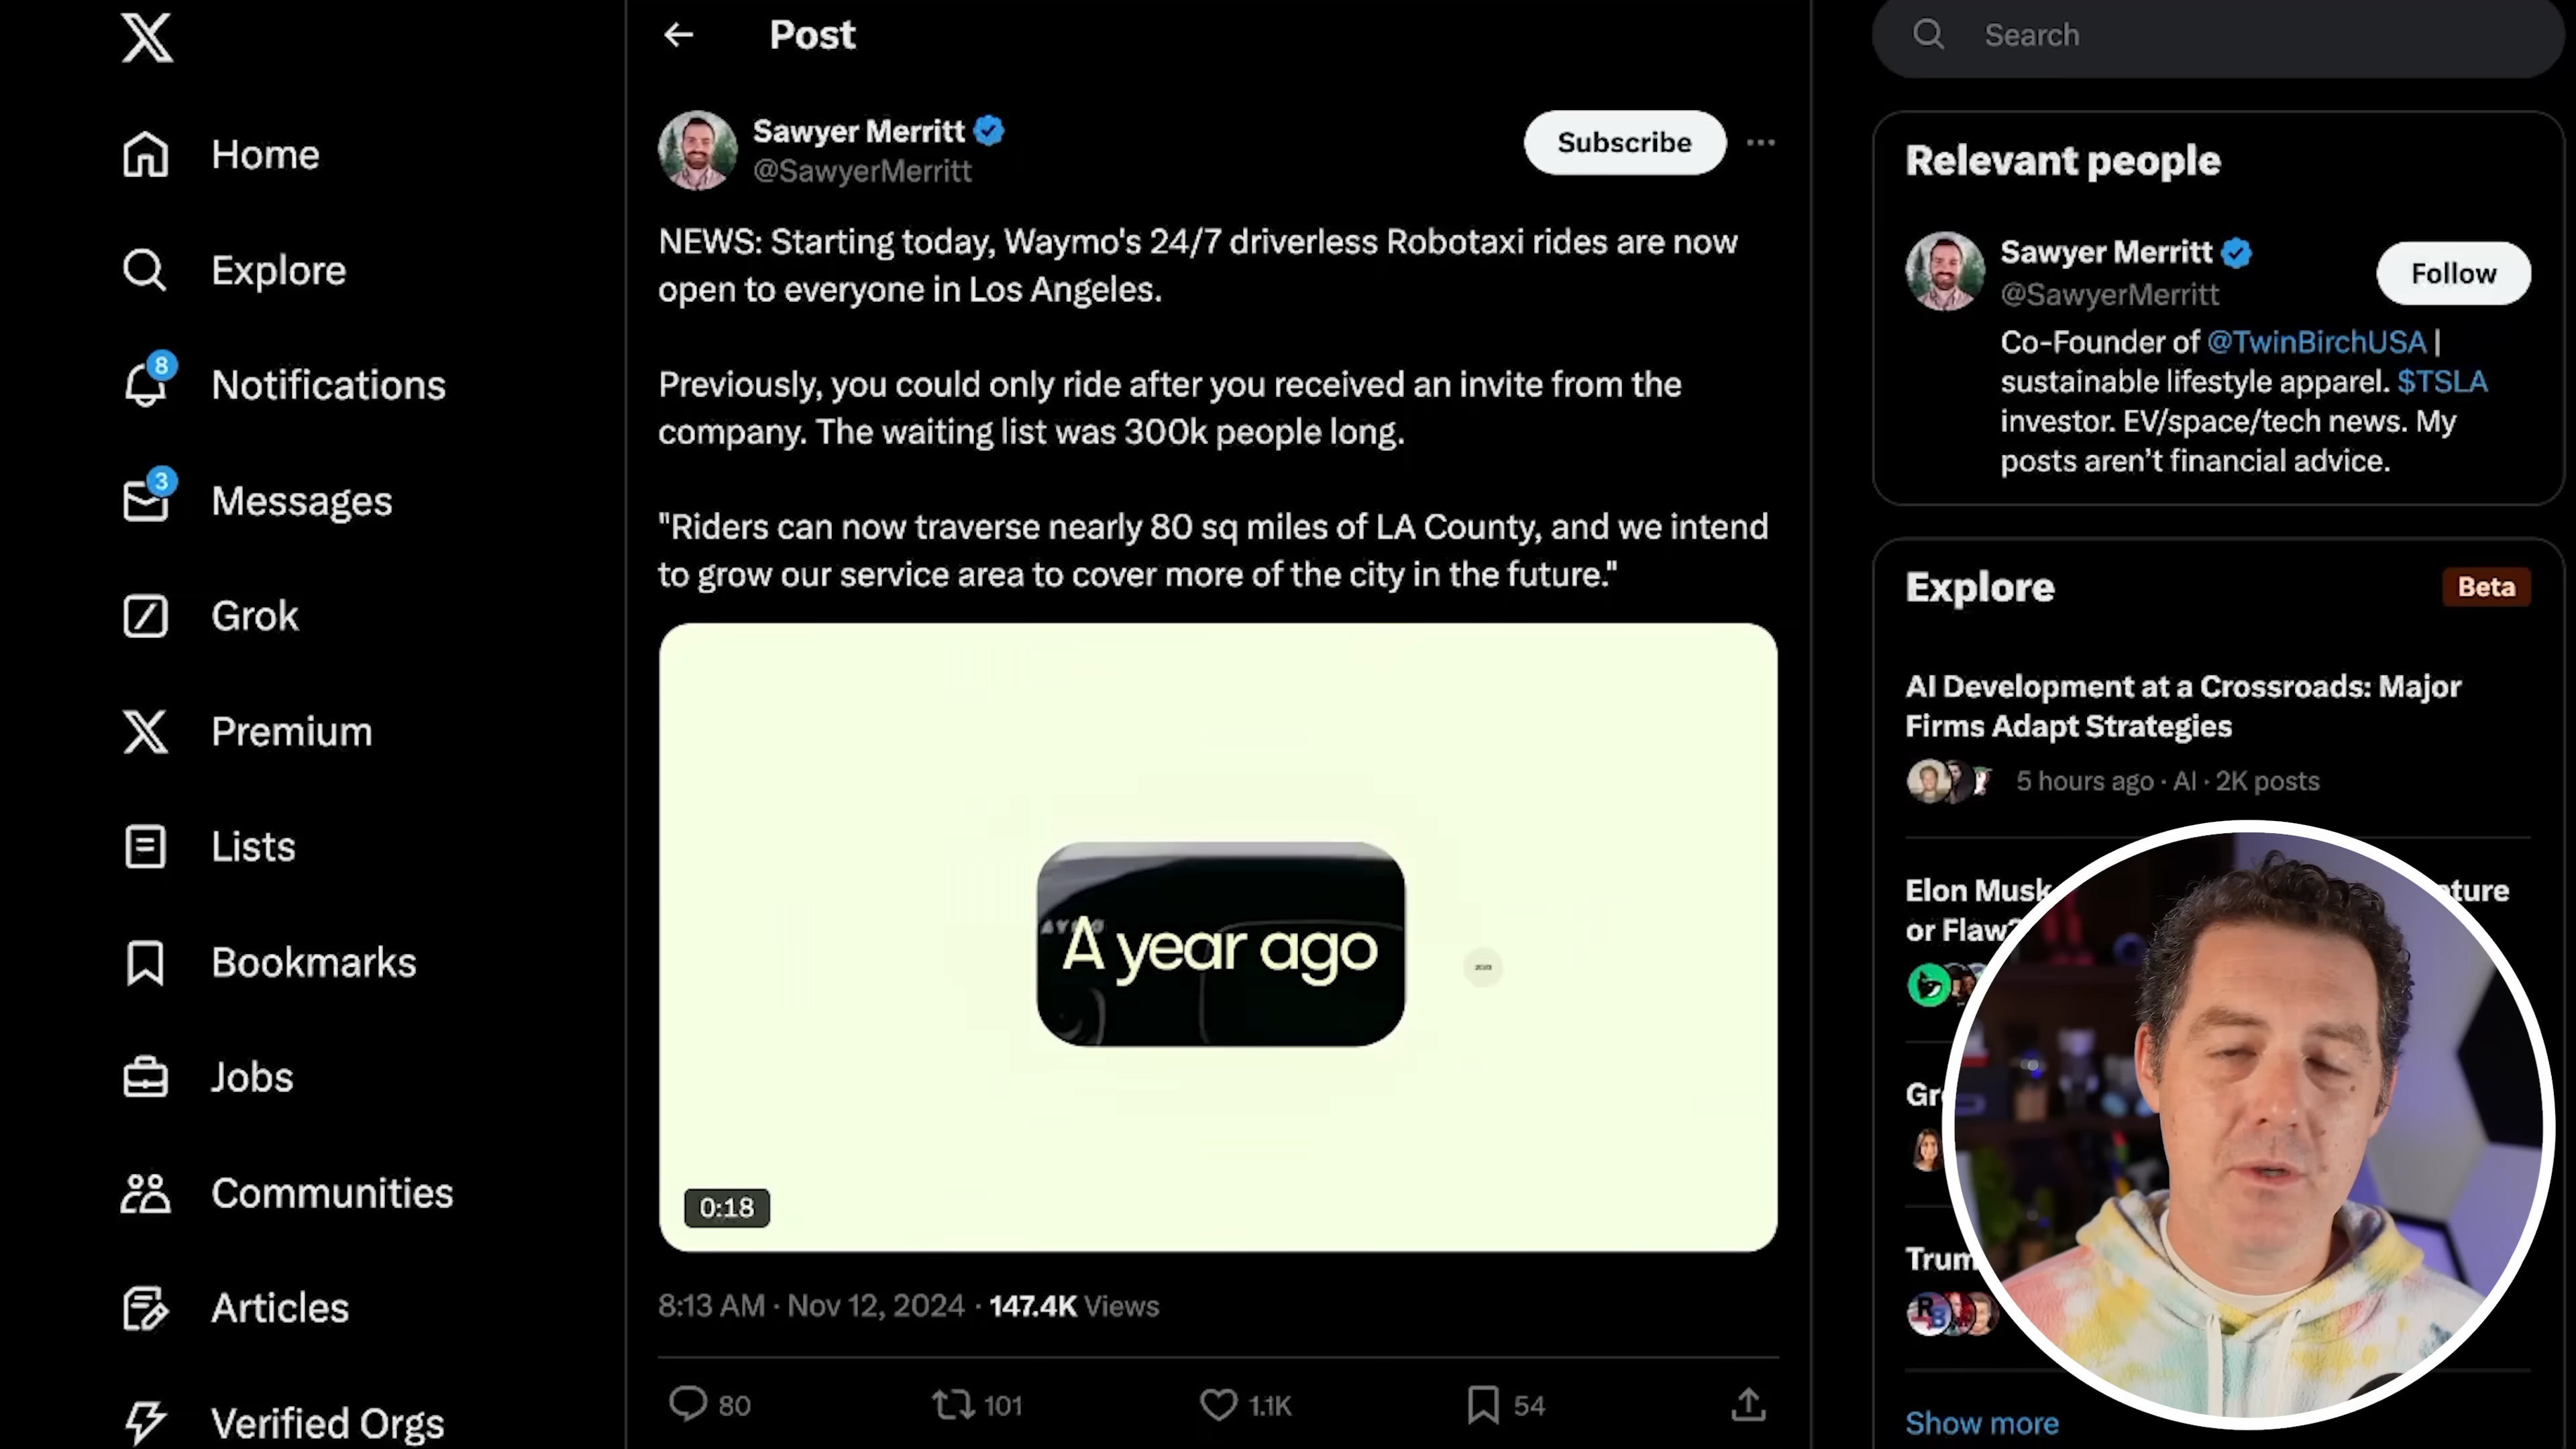 Home
Explore
8
Notifications
3
Messages
Grok
Premium
Lists
Bookmarks
Jobs
Communities
Articles
Verified Orgs
Post
Sawyer Merritt
@SawyerMerritt
Subscribe
NEWS: Starting today, Waymo's 24/7 driverless Robotaxi rides are now
open to everyone in Los Angeles.
Previously, you could only ride after you received an invite from the
company. The waiting list was 300k people long.
"Riders can now traverse nearly 80 sq miles of LA County, and we intend
to grow our service area to cover more of the city in the future."
A year ago
0:18
8:13 AM · Nov 12, 2024 · 147.4K Views
80
101
1.1K
54
Search
Relevant people
Sawyer Merritt
@SawyerMerritt
Follow
Co-Founder of @TwinBirchUSA |
sustainable lifestyle apparel. $TSLA
investor. EV/space/tech news. My
posts aren't financial advice.
Explore
Beta
AI Development at a Crossroads: Major
Firms Adapt Strategies
5 hours ago · AI · 2K posts
Elon Musk
or Flaw?
Show more